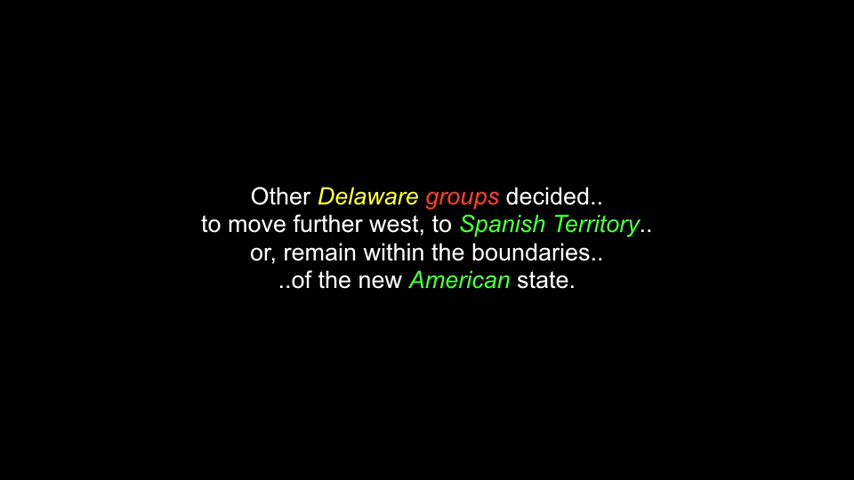 Other Delaware groups decided..
to move further west, to Spanish Territory..
or, remain within the boundaries..
..of the new American state.